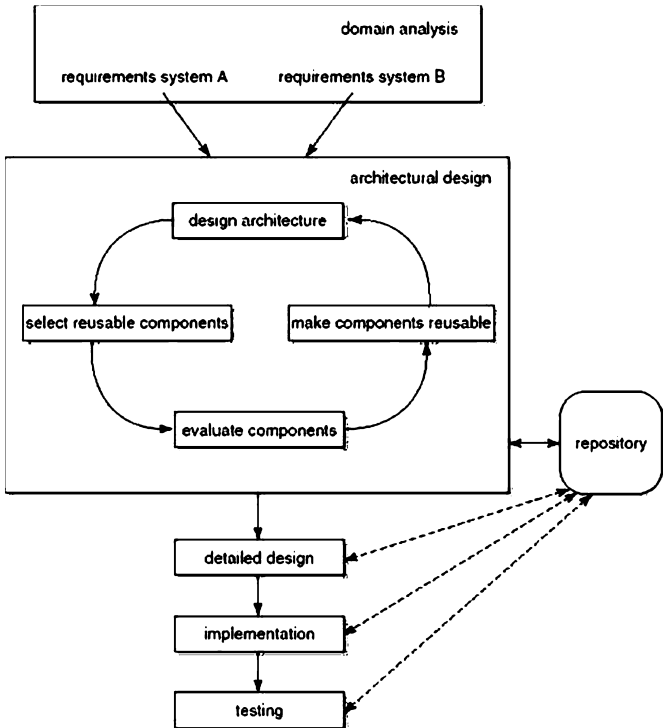 domain analysis
requirements system A
requirements system B
architectural design
design architecture
select reusable components
make components reusable
evaluate components
repository
detailed design
implementation
testing